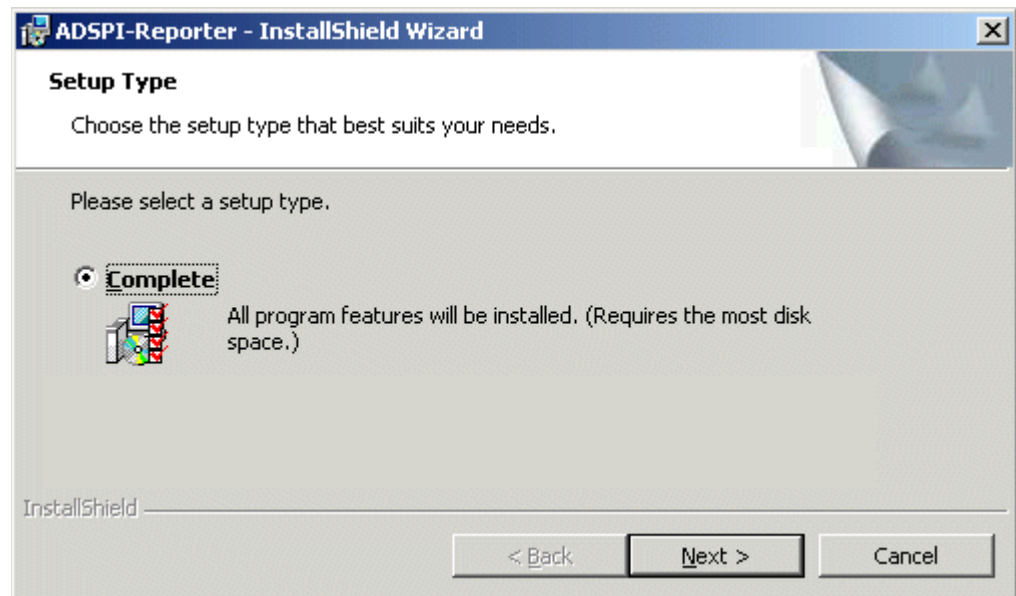 ADSPI-Reporter - InstallShield Wizard
Setup Type
Choose the setup type that best suits your needs.
Please select a setup type.
Complete
All program features will be installed. (Requires the most disk
space.)
InstallShield
< Back
Next >
Cancel